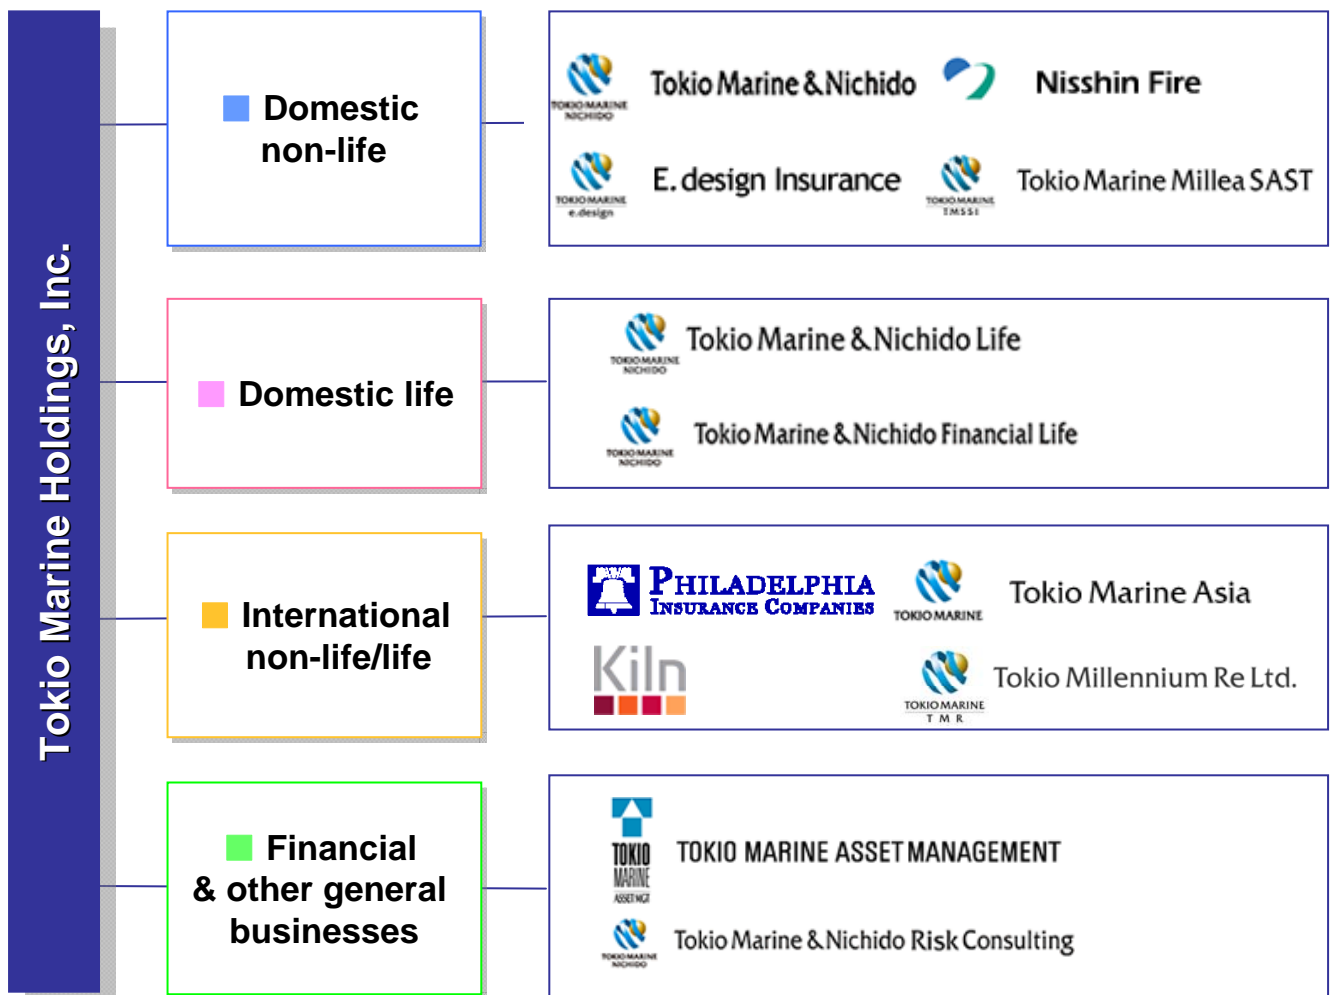 Tokio Marine Holdings, Inc.
Domestic
non-life
TOKIO MARINE
NICHIDO
Tokio Marine & Nichido
Nisshin Fire
TOKIO MARINE
e.design
E. design Insurance
TOKIO MARINE
TMSSI
Tokio Marine Millea SAST
Domestic life
TOKIO MARINE
NICHIDO
Tokio Marine & Nichido Life
TOKIO MARINE
NICHIDO
Tokio Marine & Nichido Financial Life
International
non-life/life
PHILADELPHIA
INSURANCE COMPANIES
TOKIO MARINE
Tokio Marine Asia
Kiln
TOKIO MARINE
T M R
Tokio Millennium Re Ltd.
Financial
& other general
businesses
TOKIO
MARINE
ASSET MGT
TOKIO MARINE ASSET MANAGEMENT
TOKIO MARINE
NICHIDO
Tokio Marine & Nichido Risk Consulting